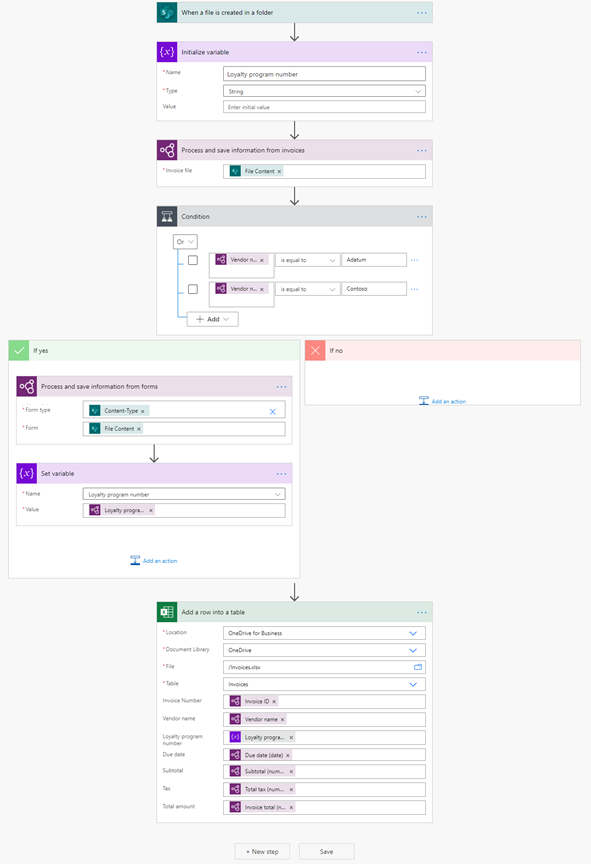 When a file is created in a folder
Initialize variable
* Name Loyalty program number
* Type String
Value Enter initial value
Process and save information from invoices
* Invoice file File Content ×
Condition
Or
Vendor n... × is equal to Adatum
Vendor n... × is equal to Contoso
+ Add
If yes
If no
Process and save information from forms
* Form type Content-Type ×
* Form File Content ×
Add an action
Set variable
* Name Loyalty program number
* Value Loyalty progra... ×
Add an action
Add a row into a table
* Location OneDrive for Business
* Document Library OneDrive
* File /Invoices.xlsx
* Table Invoices
Invoice Number Invoice ID ×
Vendor name Vendor name ×
Loyalty program number Loyalty progra... ×
Due date Due date (date) ×
Subtotal Subtotal (num... ×
Tax Total tax (num... ×
Total amount Invoice total (n... ×
+ New step
Save